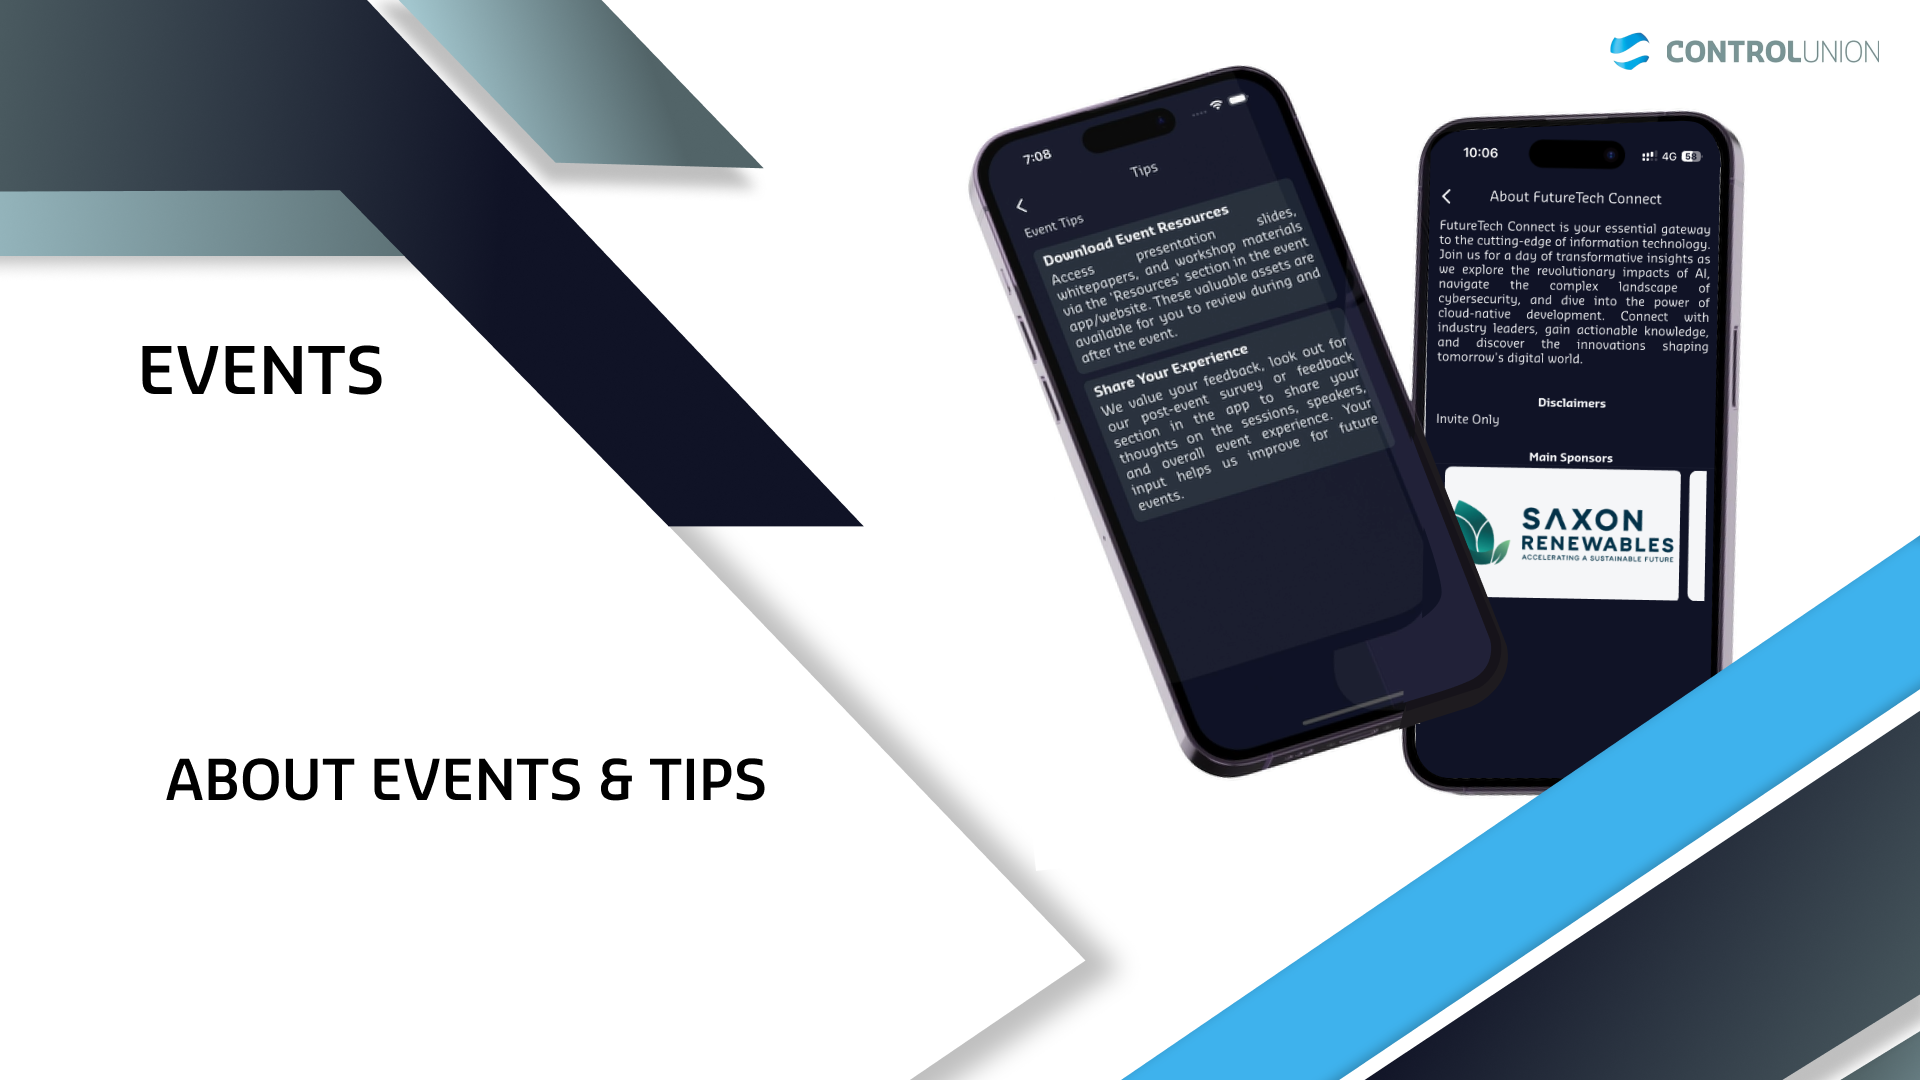 CONTROLUNION
EVENTS
ABOUT EVENTS & TIPS
7:08
Tips
Event Tips
Download Event Resources
Access presentation slides,
whitepapers, and workshop materials
via the 'Resources' section in the event
app/website. These valuable assets are
available for you to review during and
after the event.
Share Your Experience
We value your feedback, look out for
our post-event survey or feedback
section in the app to share your
thoughts on the sessions, speakers,
and overall event experience. Your
input helps us improve for future
events.
10:06
4G 58
About FutureTech Connect
FutureTech Connect is your essential gateway
to the cutting-edge of information technology.
Join us for a day of transformative insights as
we explore the revolutionary impacts of AI,
navigate the complex landscape of
cybersecurity, and dive into the power of
cloud-native development. Connect with
industry leaders, gain actionable knowledge,
and discover the innovations shaping
tomorrow's digital world.
Disclaimers
Invite Only
Main Sponsors
SAXON
RENEWABLES
ACCELERATING A SUSTAINABLE FUTURE